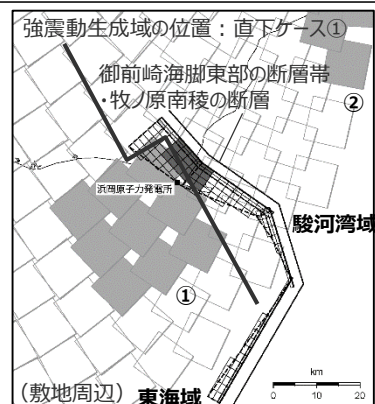 強震動生成域の位置：直下ケース①
御前崎海脚東部の断層帯
・牧ノ原南稜の断層
②
浜岡原子力発電所
駿河湾域
①
km
0 10 20
(敷地周辺) 東海域